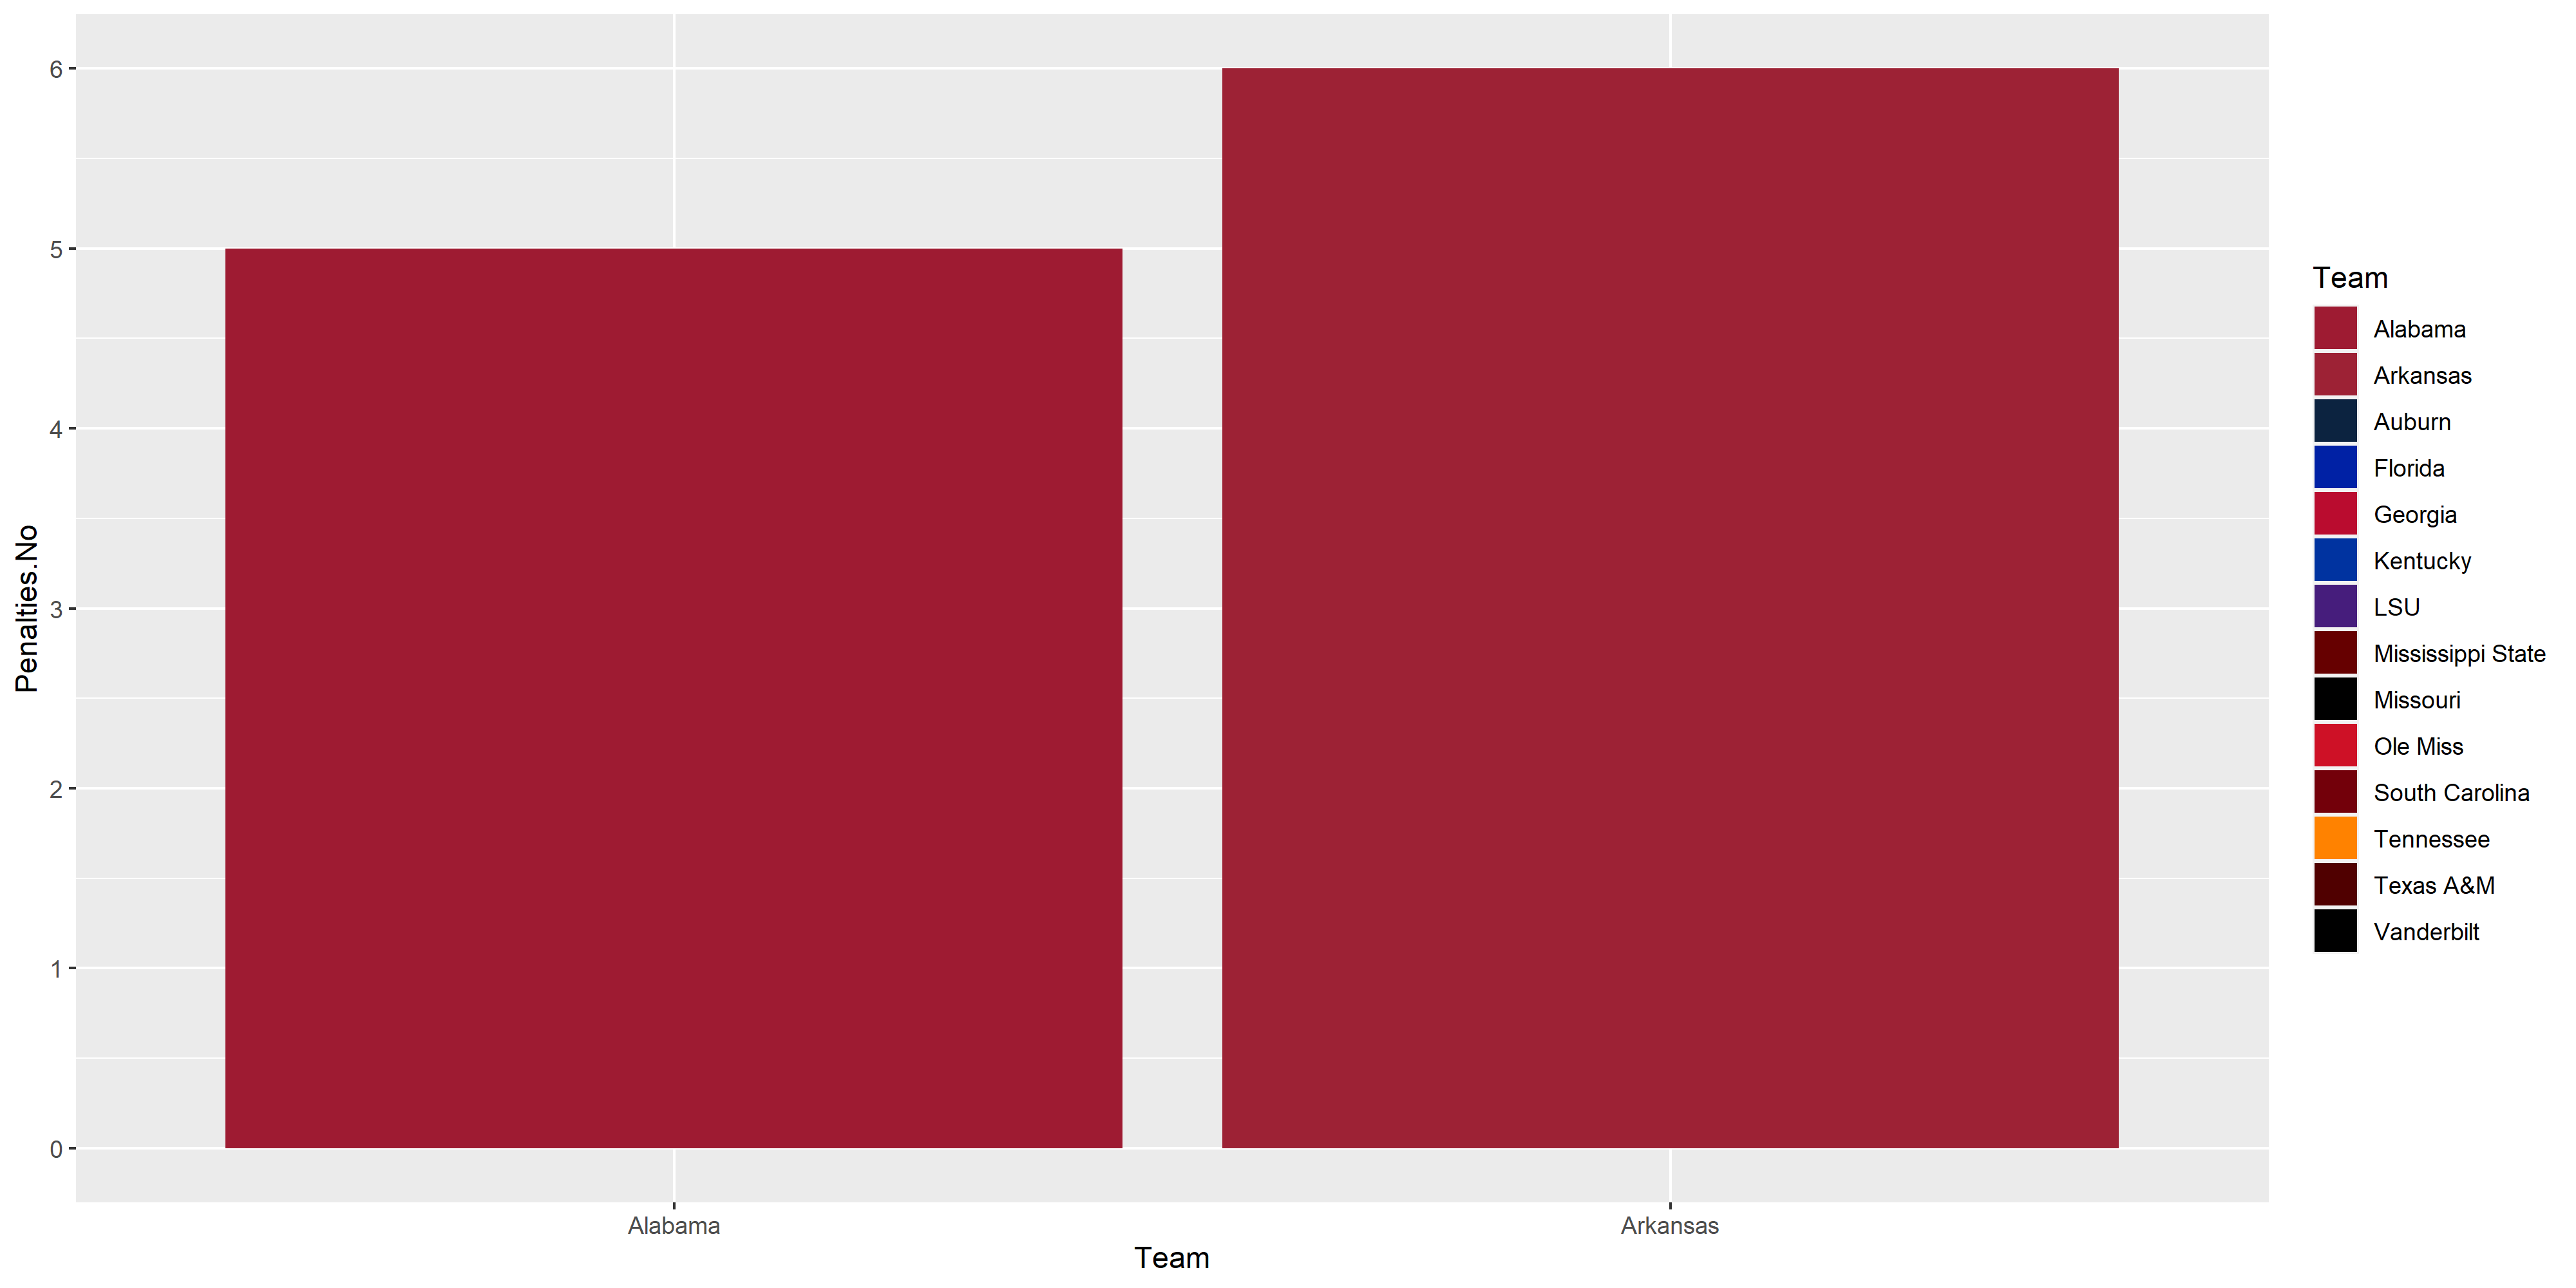 6
5
4
3
2
1
0
Penalties.No
Alabama
Arkansas
Team
Team
Alabama
Arkansas
Auburn
Florida
Georgia
Kentucky
LSU
Mississippi State
Missouri
Ole Miss
South Carolina
Tennessee
Texas A&M
Vanderbilt